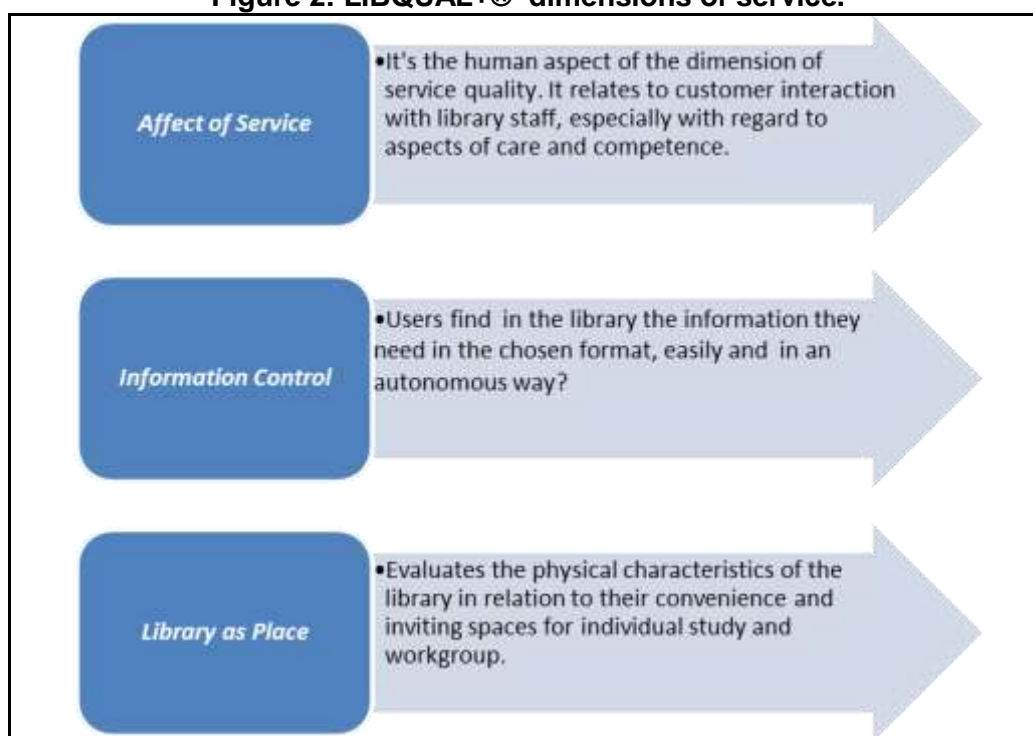 Figure 2. LIBQUAL+® dimensions of service.
Affect of Service
•It's the human aspect of the dimension of
service quality. It relates to customer interaction
with library staff, especially with regard to
aspects of care and competence.
Information Control
•Users find in the library the information they
need in the chosen format, easily and in an
autonomous way?
Library as Place
•Evaluates the physical characteristics of the
library in relation to their convenience and
inviting spaces for individual study and
workgroup.